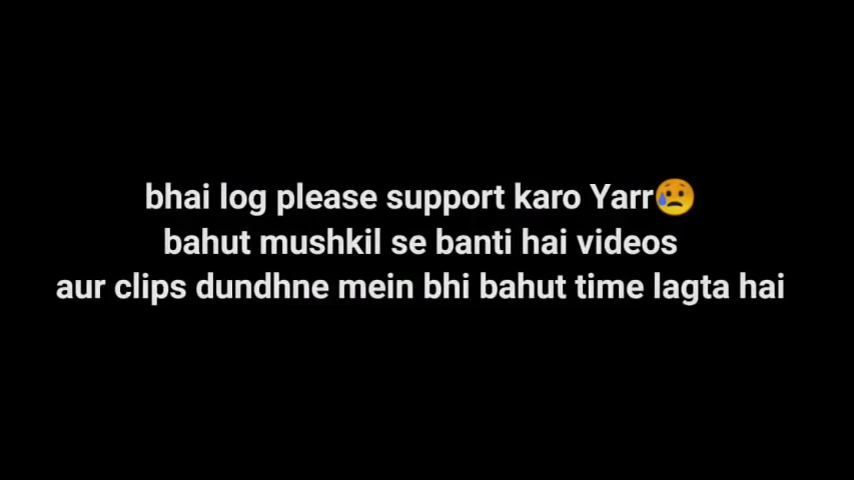 bhai log please support karo Yarr😥
bahut mushkil se banti hai videos
aur clips dundhne mein bhi bahut time lagta hai